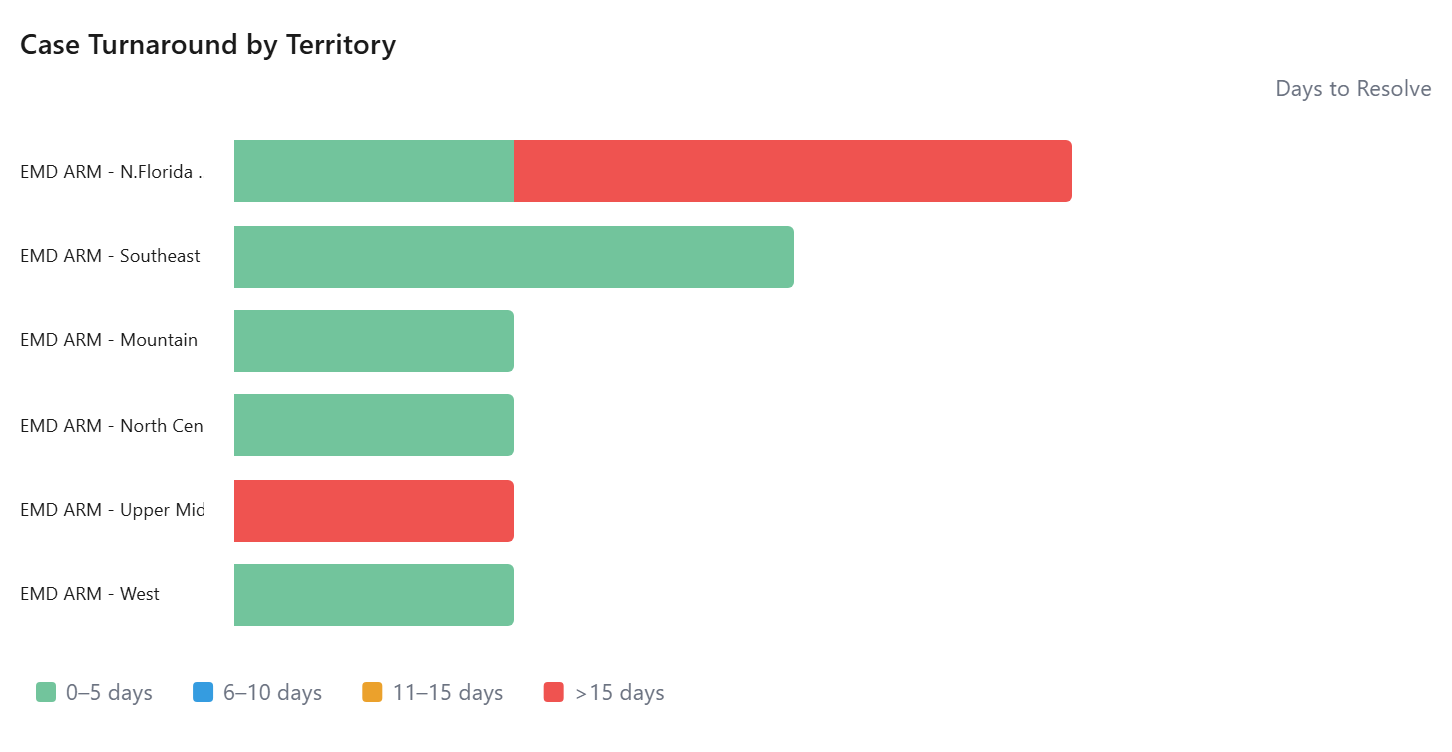 Case Turnaround by Territory
Days to Resolve
EMD ARM - N.Florida .
EMD ARM - Southeast
EMD ARM - Mountain
EMD ARM - North Cen
EMD ARM - Upper Mid
EMD ARM - West
0–5 days 6–10 days 11–15 days >15 days